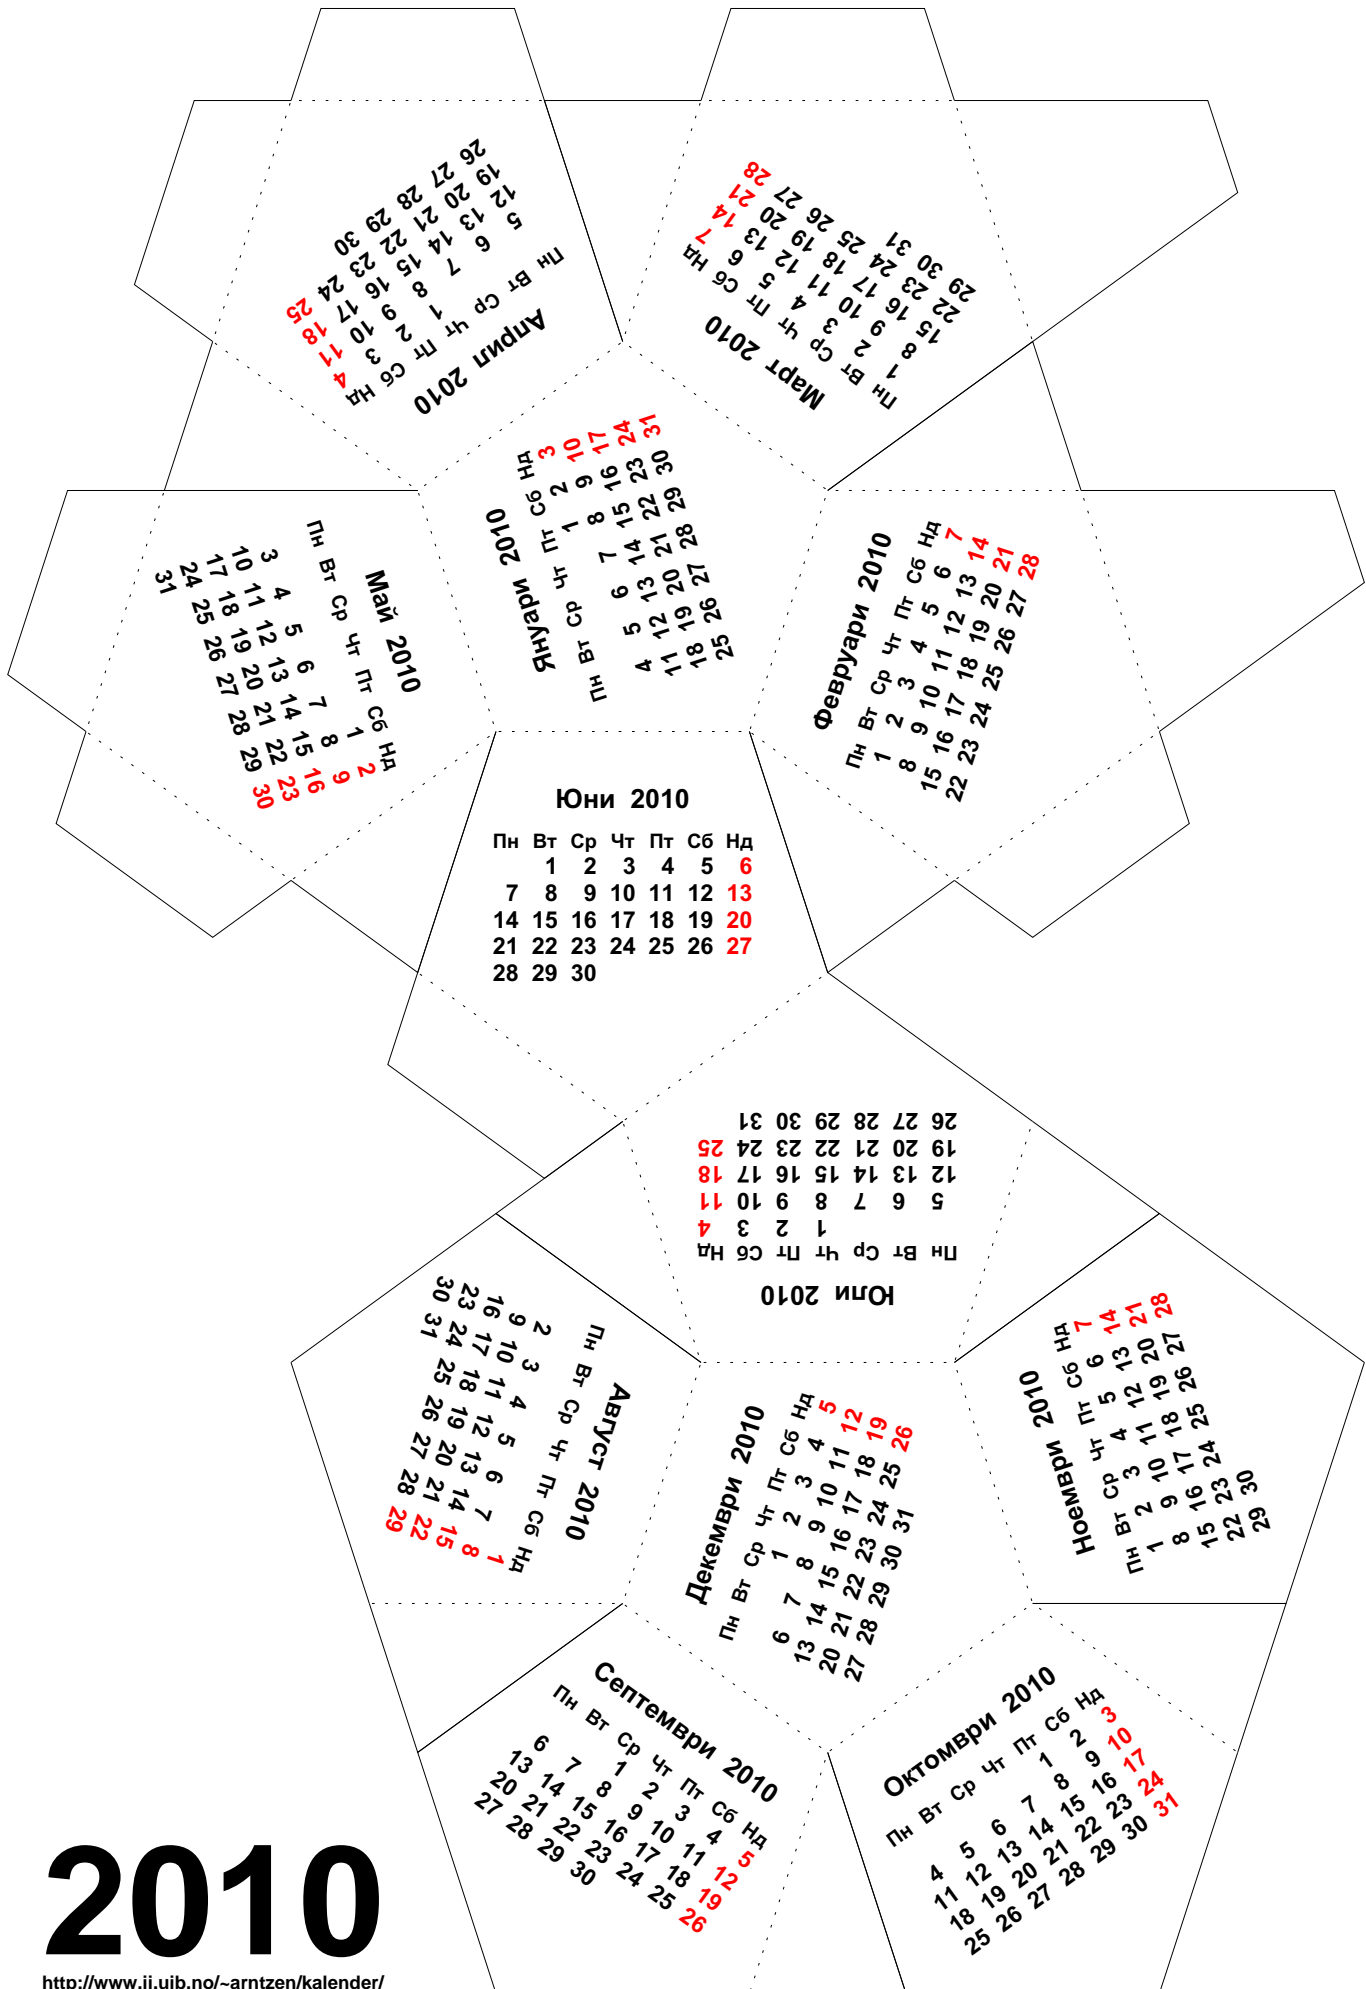 Април 2010
Пн Вт Ср Чт Пт Сб Нд
1 2 3 4
5 6 7 8 9 10 11
12 13 14 15 16 17 18
19 20 21 22 23 24 25
26 27 28 29 30
Март 2010
Пн Вт Ср Чт Пт Сб Нд
1 2 3 4 5 6 7
8 9 10 11 12 13 14
15 16 17 18 19 20 21
22 23 24 25 26 27 28
29 30 31
Януари 2010
Пн Вт Ср Чт Пт Сб Нд
1 2 3
4 5 6 7 8 9 10
11 12 13 14 15 16 17
18 19 20 21 22 23 24
25 26 27 28 29 30 31
Май 2010
Пн Вт Ср Чт Пт Сб Нд
1 2
3 4 5 6 7 8 9
10 11 12 13 14 15 16
17 18 19 20 21 22 23
24 25 26 27 28 29 30
31
Февруари 2010
Пн Вт Ср Чт Пт Сб Нд
1 2 3 4 5 6 7
8 9 10 11 12 13 14
15 16 17 18 19 20 21
22 23 24 25 26 27 28
Юни 2010
Пн Вт Ср Чт Пт Сб Нд
1 2 3 4 5 6
7 8 9 10 11 12 13
14 15 16 17 18 19 20
21 22 23 24 25 26 27
28 29 30
Юли 2010
Пн Вт Ср Чт Пт Сб Нд
1 2 3 4
5 6 7 8 9 10 11
12 13 14 15 16 17 18
19 20 21 22 23 24 25
26 27 28 29 30 31
Август 2010
Пн Вт Ср Чт Пт Сб Нд
1
2 3 4 5 6 7 8
9 10 11 12 13 14 15
16 17 18 19 20 21 22
23 24 25 26 27 28 29
30 31
Декември 2010
Пн Вт Ср Чт Пт Сб Нд
1 2 3 4 5
6 7 8 9 10 11 12
13 14 15 16 17 18 19
20 21 22 23 24 25 26
27 28 29 30 31
Ноември 2010
Пн Вт Ср Чт Пт Сб Нд
1 2 3 4 5 6 7
8 9 10 11 12 13 14
15 16 17 18 19 20 21
22 23 24 25 26 27 28
29 30
Септември 2010
Пн Вт Ср Чт Пт Сб Нд
1 2 3 4 5
6 7 8 9 10 11 12
13 14 15 16 17 18 19
20 21 22 23 24 25 26
27 28 29 30
Октомври 2010
Пн Вт Ср Чт Пт Сб Нд
1 2 3
4 5 6 7 8 9 10
11 12 13 14 15 16 17
18 19 20 21 22 23 24
25 26 27 28 29 30 31
2010
http://www.ii.uib.no/~arntzen/kalender/